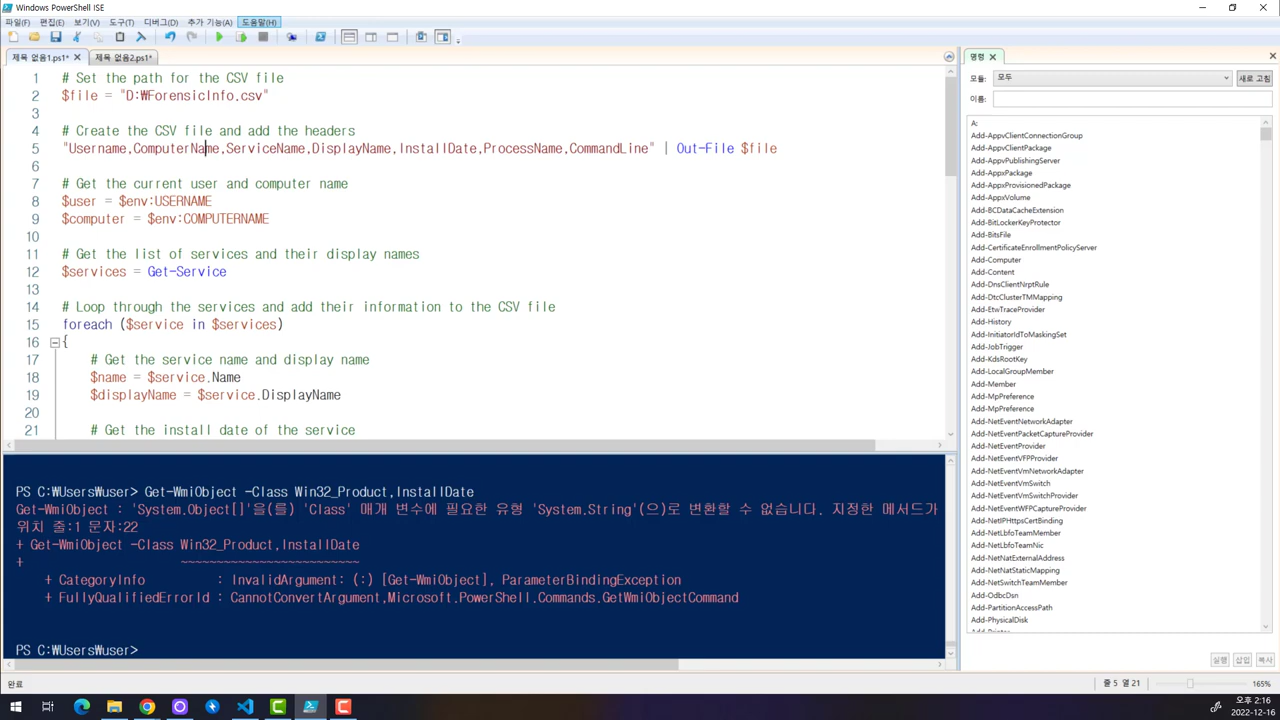 Windows PowerShell ISE
파일(F) 편집(E) 보기(V) 도구(T) 디버그(D) 추가 기능(A) 도움말(H)
제목 없음1.ps1* 제목 없음2.ps1*
1 # Set the path for the CSV file
2 $file = "D:₩ForensicInfo.csv"
3
4 # Create the CSV file and add the headers
5 "Username,ComputerName,ServiceName,DisplayName,InstallDate,ProcessName,CommandLine" | Out-File $file
6
7 # Get the current user and computer name
8 $user = $env:USERNAME
9 $computer = $env:COMPUTERNAME
10
11 # Get the list of services and their display names
12 $services = Get-Service
13
14 # Loop through the services and add their information to the CSV file
15 foreach ($service in $services)
16 {
17 # Get the service name and display name
18 $name = $service.Name
19 $displayName = $service.DisplayName
20
21 # Get the install date of the service
PS C:₩Users₩user> Get-WmiObject -Class Win32_Product,InstallDate
Get-WmiObject : 'System.Object[]'을(를) 'Class' 매개 변수에 필요한 유형 'System.String'(으)로 변환할 수 없습니다. 지정한 메서드가
위치 줄:1 문자:22
+ Get-WmiObject -Class Win32_Product,InstallDate
+ ~~~~~~~~~~~~~~~~~~~~~~~~~
+ CategoryInfo : InvalidArgument: (:) [Get-WmiObject], ParameterBindingException
+ FullyQualifiedErrorId : CannotConvertArgument,Microsoft.PowerShell.Commands.GetWmiObjectCommand
PS C:₩Users₩user>
명령
모듈: 모두 새로 고침
이름:
A:
Add-AppvClientConnectionGroup
Add-AppvClientPackage
Add-AppvPublishingServer
Add-AppxPackage
Add-AppxProvisionedPackage
Add-AppxVolume
Add-BCDataCacheExtension
Add-BitLockerKeyProtector
Add-BitsFile
Add-CertificateEnrollmentPolicyServer
Add-Computer
Add-Content
Add-DnsClientNrptRule
Add-DtcClusterTMMapping
Add-EtwTraceProvider
Add-History
Add-InitiatorIdToMaskingSet
Add-JobTrigger
Add-KdsRootKey
Add-LocalGroupMember
Add-Member
Add-MpPreference
Add-MpPreference
Add-NetEventNetworkAdapter
Add-NetEventPacketCaptureProvider
Add-NetEventProvider
Add-NetEventVFPProvider
Add-NetEventVmNetworkAdapter
Add-NetEventVmSwitch
Add-NetEventVmSwitchProvider
Add-NetEventWFPCaptureProvider
Add-NetIPHttpsCertBinding
Add-NetLbfoTeamMember
Add-NetLbfoTeamNic
Add-NetNatExternalAddress
Add-NetNatStaticMapping
Add-NetSwitchTeamMember
Add-OdbcDsn
Add-PartitionAccessPath
Add-PhysicalDisk
Add-Printer
실행 삽입 복사
완료 줄 5 열 21 165%
오후 2:16
2022-12-16